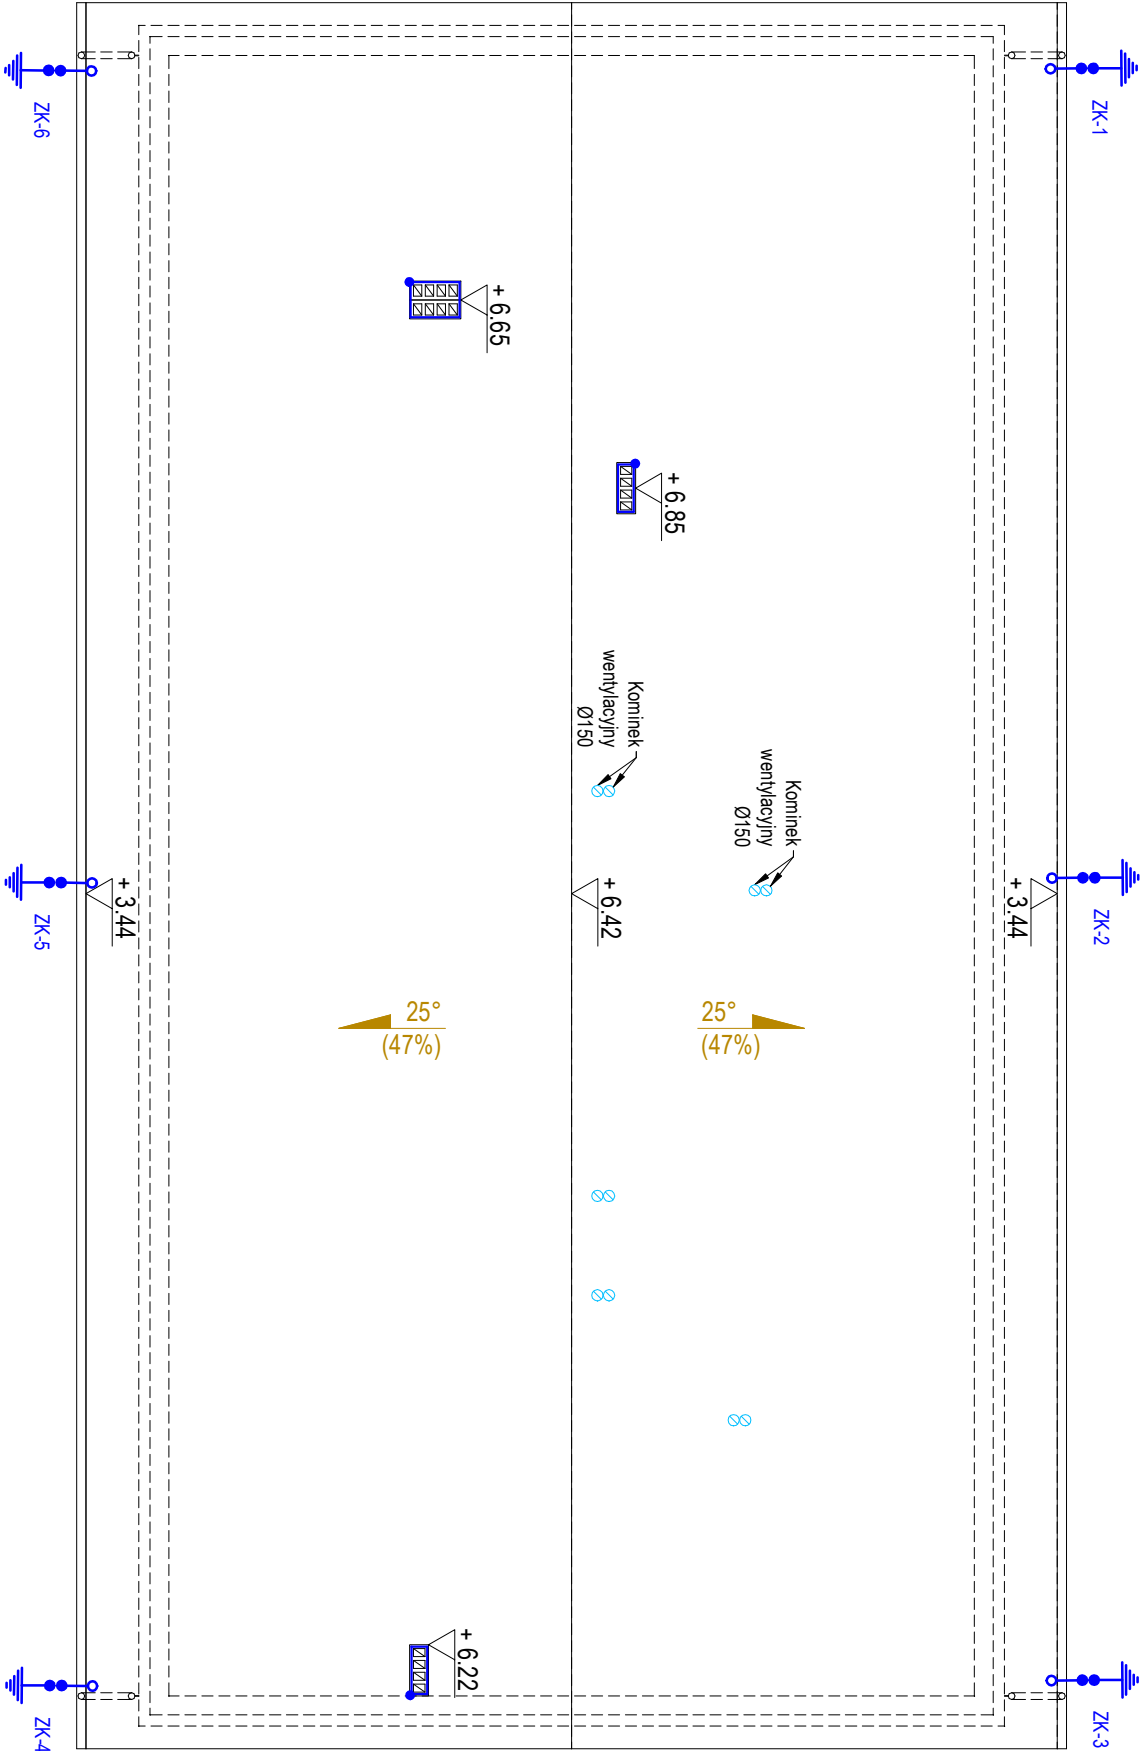 ZK-6
ZK-1
+ 6.65
+ 6.85
Kominek
wentylacyjny
Ø150
Kominek
wentylacyjny
Ø150
+ 3.44
ZK-5
+ 6.42
+ 3.44
ZK-2
25°
(47%)
25°
(47%)
+ 6.22
ZK-4
ZK-3